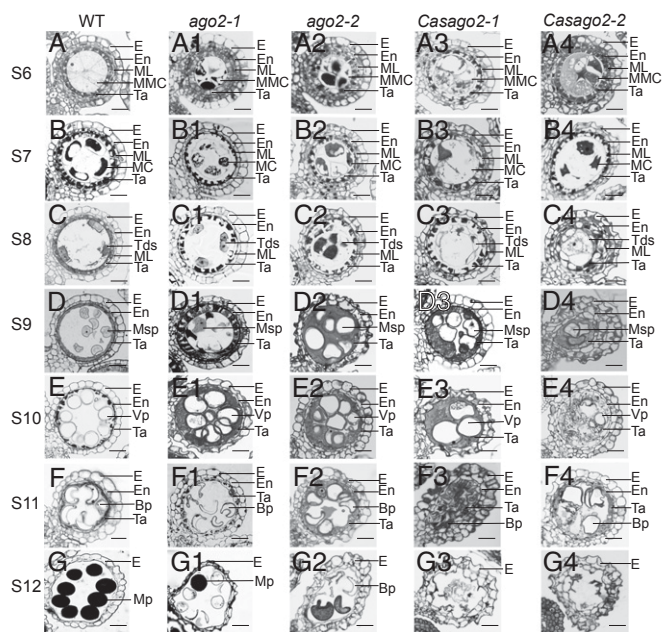 WT ago2-1 ago2-2 Casago2-1 Casago2-2
S6
A E En ML MMC Ta
A1 E En ML MMC Ta
A2 E En ML MMC Ta
A3 E En ML MMC Ta
A4 E En ML MMC Ta
S7
B E En ML MC Ta
B1 E En ML MC Ta
B2 E En ML MC Ta
B3 E En ML MC Ta
B4 E En ML MC Ta
S8
C E En Tds ML Ta
C1 E En Tds ML Ta
C2 E En Tds ML Ta
C3 E En Tds ML Ta
C4 E En Tds ML Ta
S9
D E En Msp Ta
D1 E En Msp Ta
D2 E En Msp Ta
D3 E En Msp Ta
D4 E En Msp Ta
S10
E E En Vp Ta
E1 E En Vp Ta
E2 E En Vp Ta
E3 E En Vp Ta
E4 E En Vp Ta
S11
F E En Bp Ta
F1 E En Ta Bp
F2 E En Bp Ta
F3 E En Ta Bp
F4 E En Ta Bp
S12
G E Mp
G1 E Mp
G2 E Bp
G3 E
G4 E